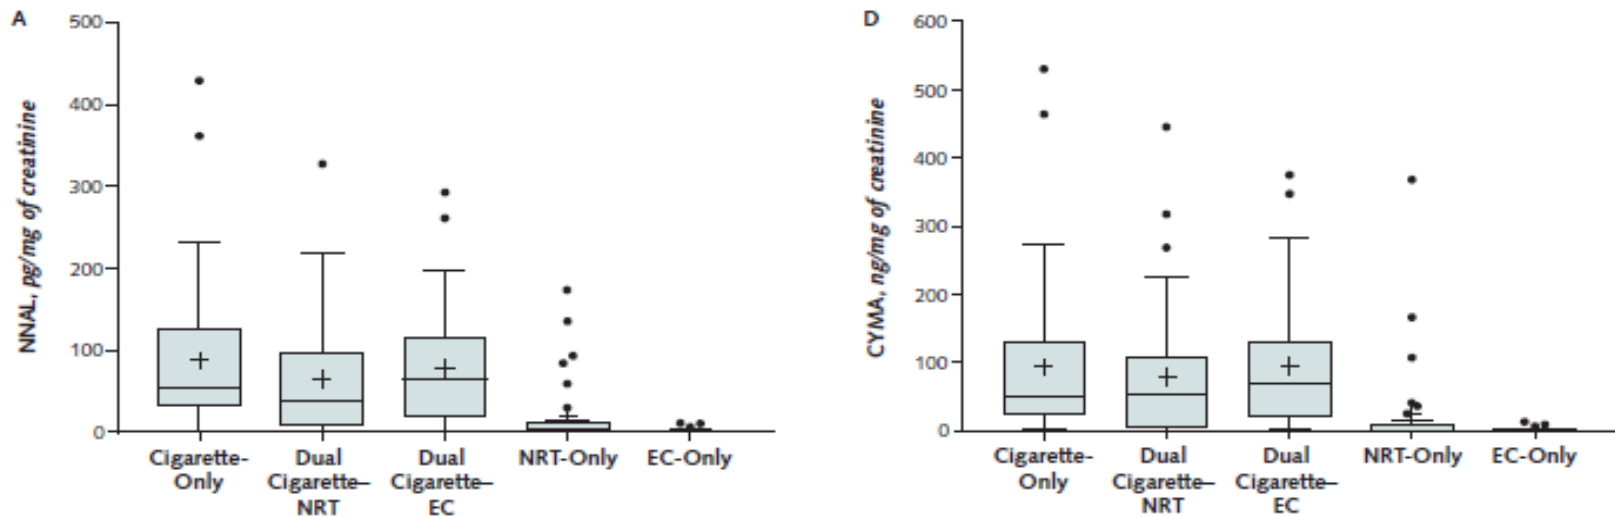 A
NNAL, pg/mg of creatinine
500
400
300
200
100
0
Cigarette-
Only
Dual
Cigarette–
NRT
Dual
Cigarette–
EC
NRT-Only
EC-Only
D
CYMA, ng/mg of creatinine
600
500
400
300
200
100
0
Cigarette-
Only
Dual
Cigarette–
NRT
Dual
Cigarette–
EC
NRT-Only
EC-Only